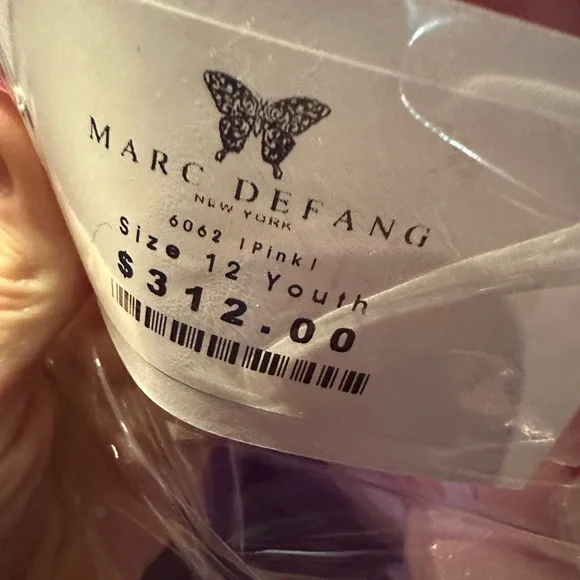 MARC DEFANG
NEW YORK
6062 |Pink|
Size 12 Youth
$312.00